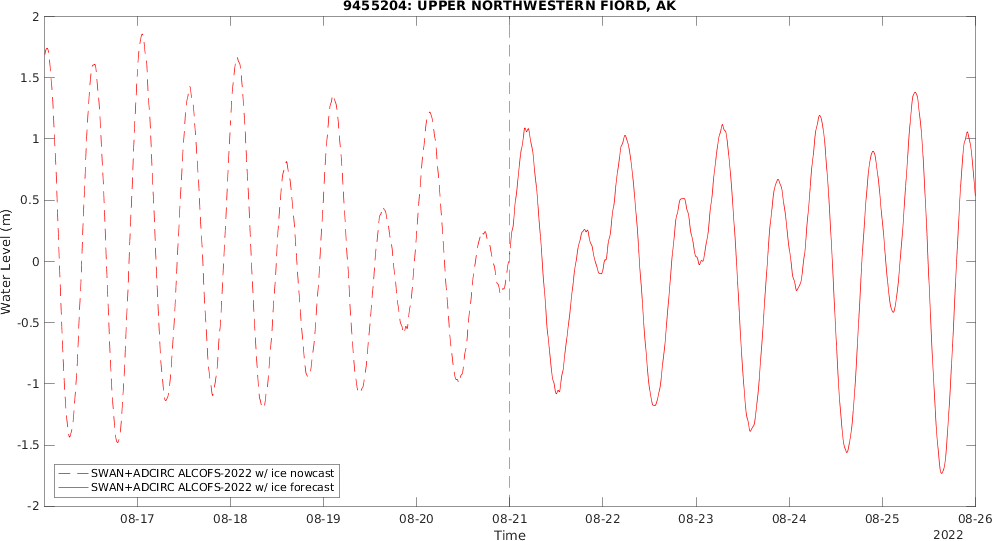 9455204: UPPER NORTHWESTERN FIORD, AK
2
1.5
1
0.5
0
-0.5
-1
-1.5
-2
Water Level (m)
SWAN+ADCIRC ALCOFS-2022 w/ ice nowcast
SWAN+ADCIRC ALCOFS-2022 w/ ice forecast
08-17 08-18 08-19 08-20 08-21 08-22 08-23 08-24 08-25 08-26
Time
2022